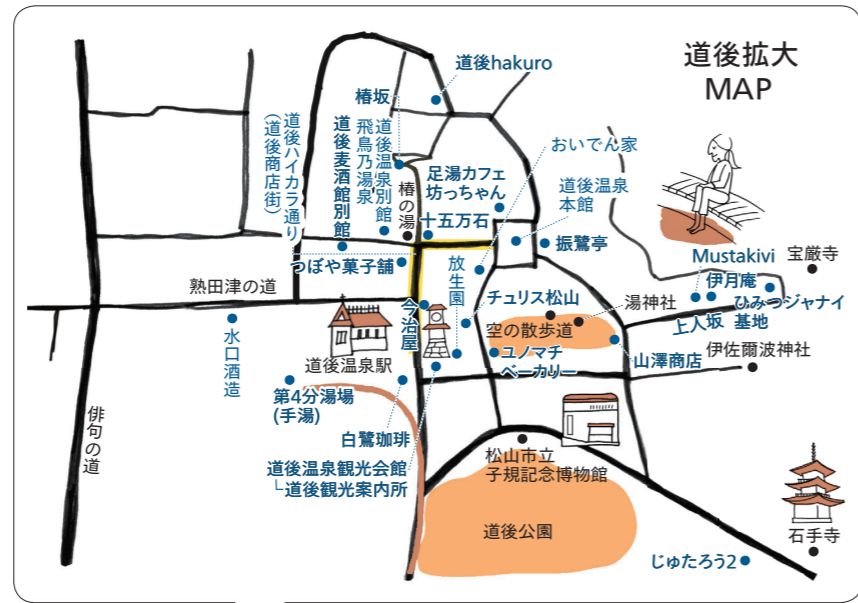 道後拡大
MAP
道後hakuro
椿坂
おいでん家
道後ハイカラ通り
(道後商店街)
道後麦酒館別館
道後温泉別館
飛鳥乃湯泉
椿の湯
足湯カフェ
坊っちゃん
道後温泉
本館
十五万石
振鷺亭
つぼや菓子舗
放生園
Mustakivi
宝厳寺
伊月庵
ひみつジャナイ
基地
熟田津の道
チュリス松山
湯神社
上人坂
今治屋
空の散歩道
水口酒造
道後温泉駅
ユノマチ
ベーカリー
山澤商店
伊佐爾波神社
第4分湯場
(手湯)
俳句の道
白鷺珈琲
道後温泉観光会館
└道後観光案内所
松山市立
子規記念博物館
道後公園
石手寺
じゅたろう2